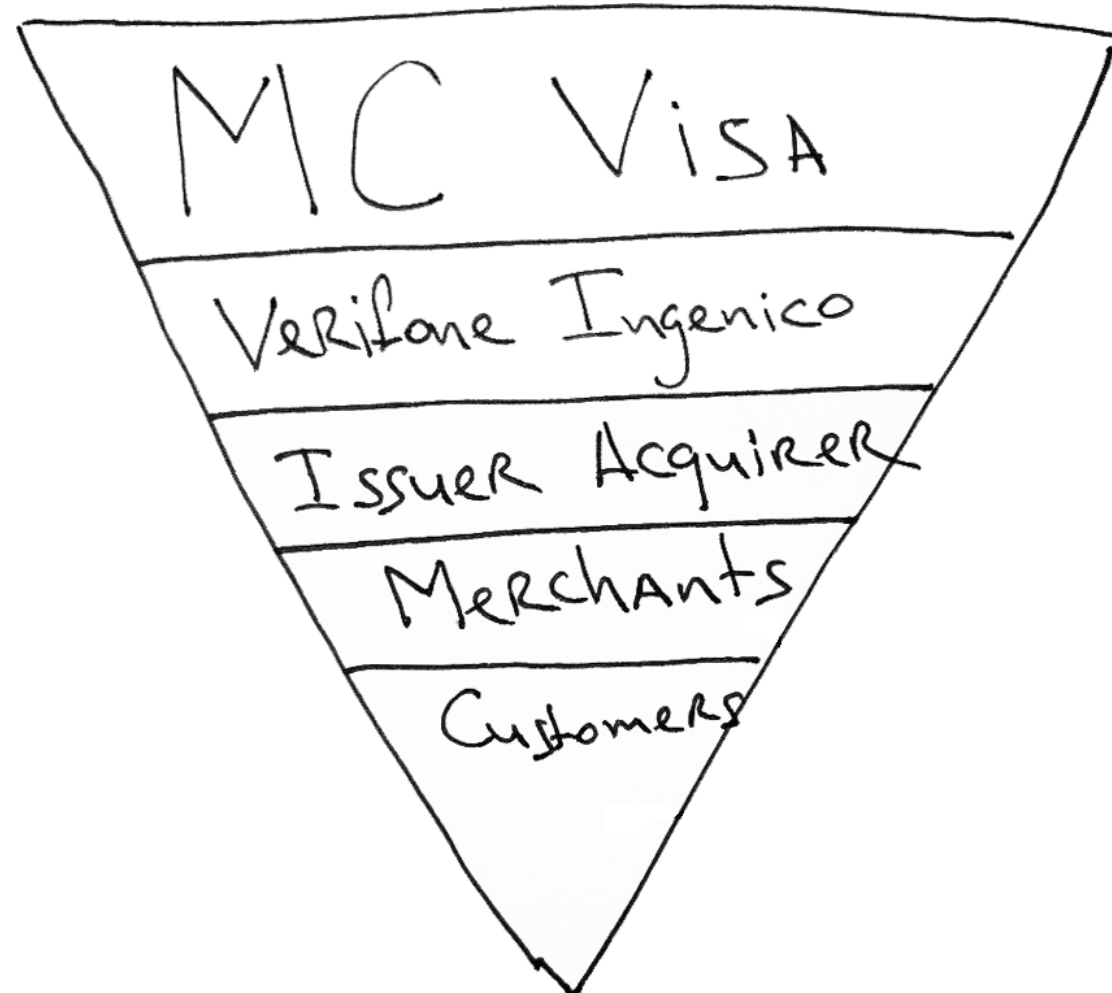 MC Visa
Verifone Ingenico
Issuer Acquirer
Merchants
Customers